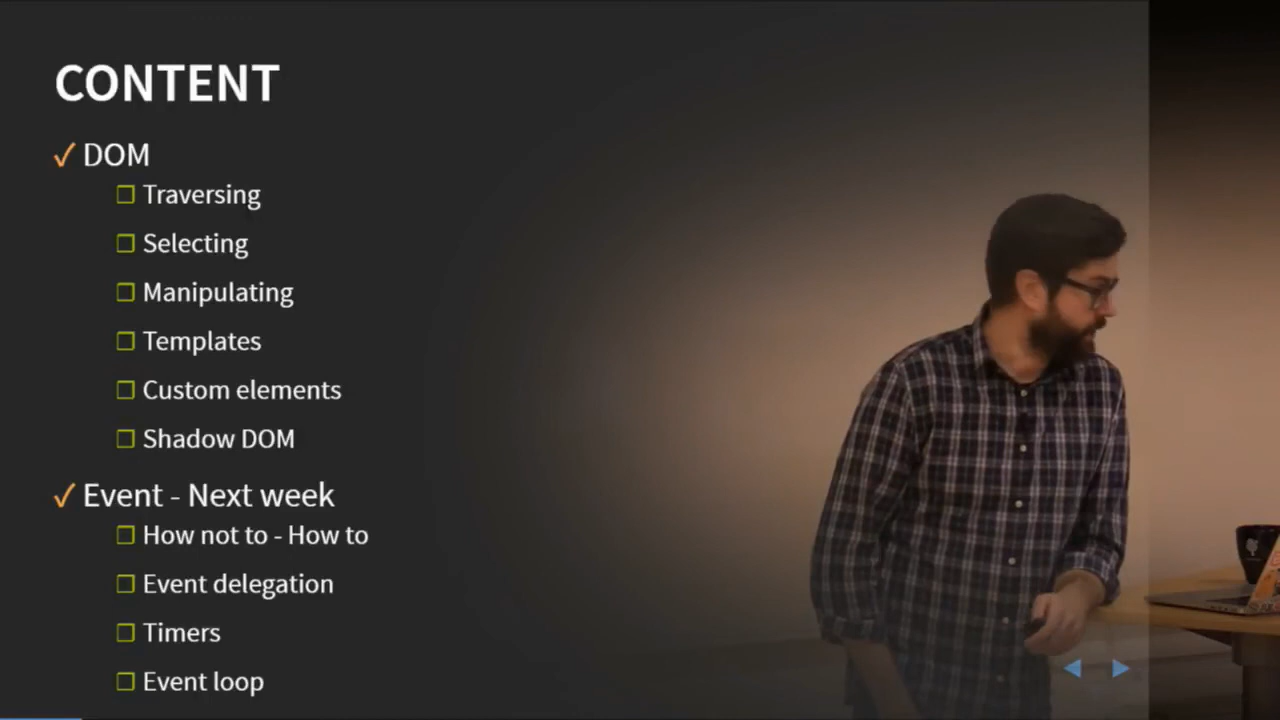 CONTENT
✓ DOM
❐ Traversing
❐ Selecting
❐ Manipulating
❐ Templates
❐ Custom elements
❐ Shadow DOM
✓ Event - Next week
❐ How not to - How to
❐ Event delegation
❐ Timers
❐ Event loop